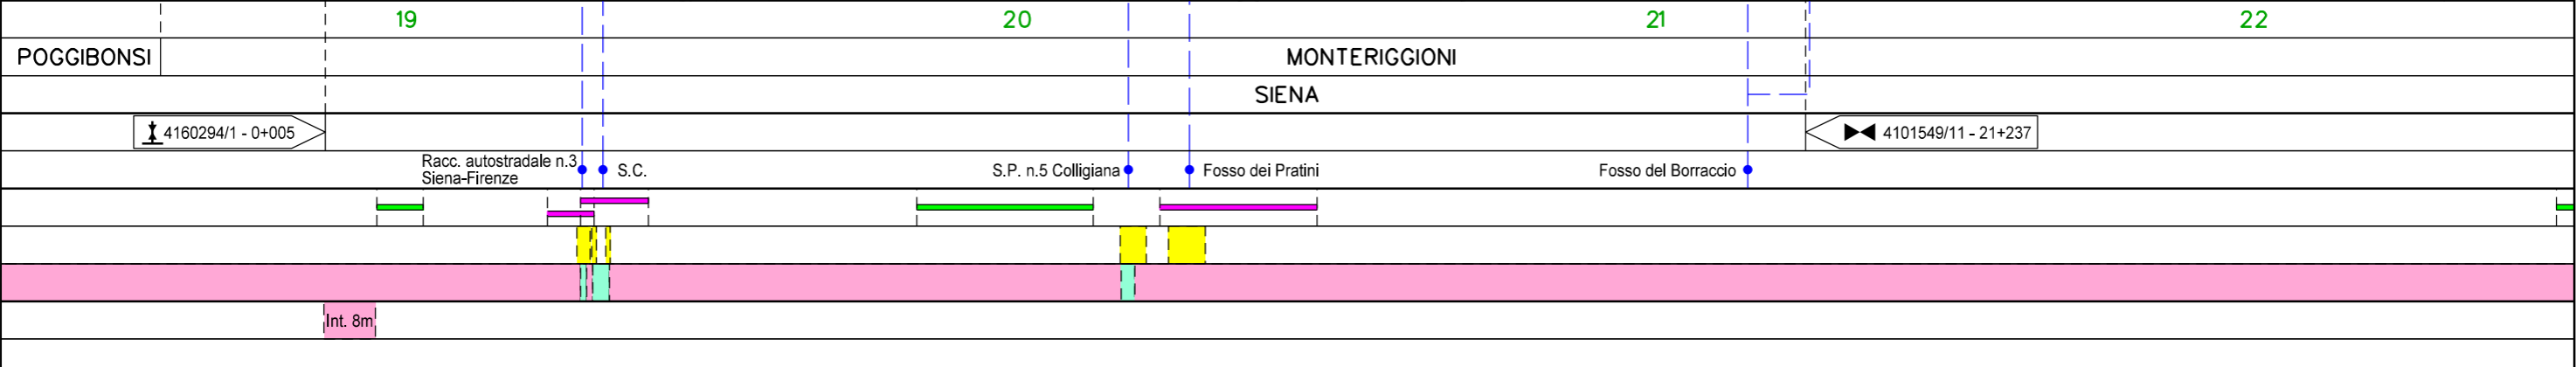 19 20 21 22
POGGIBONSI MONTERIGGIONI
SIENA
4160294/1 - 0+005 4101549/11 - 21+237
Racc. autostradale n.3
Siena-Firenze
S.C.
S.P. n.5 Colligiana
Fosso dei Pratini
Fosso del Borraccio
Int. 8m